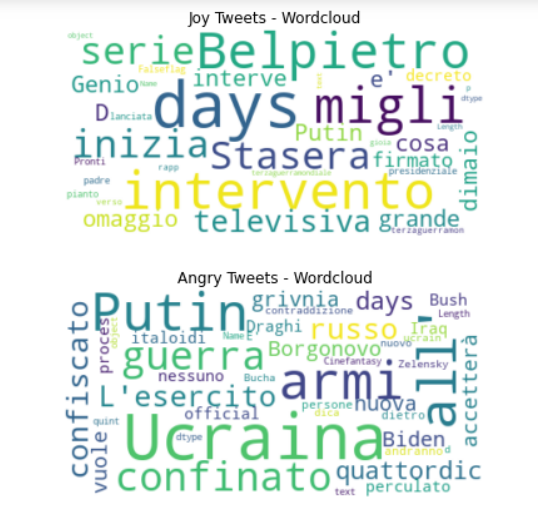 Joy Tweets - Wordcloud
object
serie Belpietro
Falseflag
Genio Name interve text e' decreto
p
D lanciata days migli dtype
Putin Length
inizia gioia cosa
Pronti Stasera firmato dimaio
rapp presidenziale
padre terzaguerramondiale
pianto intervento
verso
omaggio televisiva grande
terzaguerramon
Angry Tweets - Wordcloud
Putin grivnia days Bush
contraddizione Length
confiscato proces object Draghi russo Iraq
italoidi Name E' ucrain
guerra Borgonovo nuovo all'
Cinefantasy Zelensky
nessuno Bucha armi accetterà
L'esercito persone nuova
official dica dietro
vuole quint Ucraina Biden
dtype andranno d
confinato quattordic
text perculato